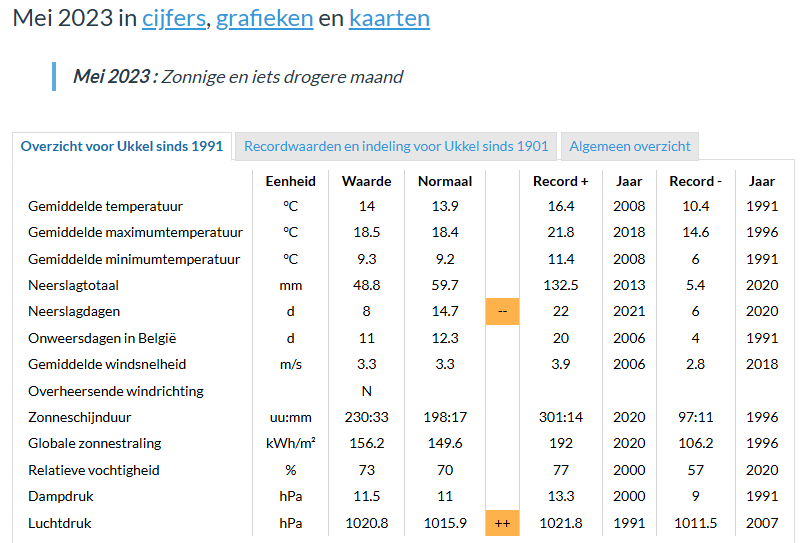 Mei 2023 in cijfers, grafieken en kaarten
Mei 2023 : Zonnige en iets drogere maand
Overzicht voor Ukkel sinds 1991 Recordwaarden en indeling voor Ukkel sinds 1901 Algemeen overzicht
Eenheid Waarde Normaal Record + Jaar Record - Jaar
Gemiddelde temperatuur °C 14 13.9 16.4 2008 10.4 1991
Gemiddelde maximumtemperatuur °C 18.5 18.4 21.8 2018 14.6 1996
Gemiddelde minimumtemperatuur °C 9.3 9.2 11.4 2008 6 1991
Neerslagtotaal mm 48.8 59.7 132.5 2013 5.4 2020
Neerslagdagen d 8 14.7 -- 22 2021 6 2020
Onweersdagen in België d 11 12.3 20 2006 4 1991
Gemiddelde windsnelheid m/s 3.3 3.3 3.9 2006 2.8 2018
Overheersende windrichting N
Zonneschijnduur uu:mm 230:33 198:17 301:14 2020 97:11 1996
Globale zonnestraling kWh/m² 156.2 149.6 192 2020 106.2 1996
Relatieve vochtigheid % 73 70 77 2000 57 2020
Dampdruk hPa 11.5 11 13.3 2000 9 1991
Luchtdruk hPa 1020.8 1015.9 ++ 1021.8 1991 1011.5 2007